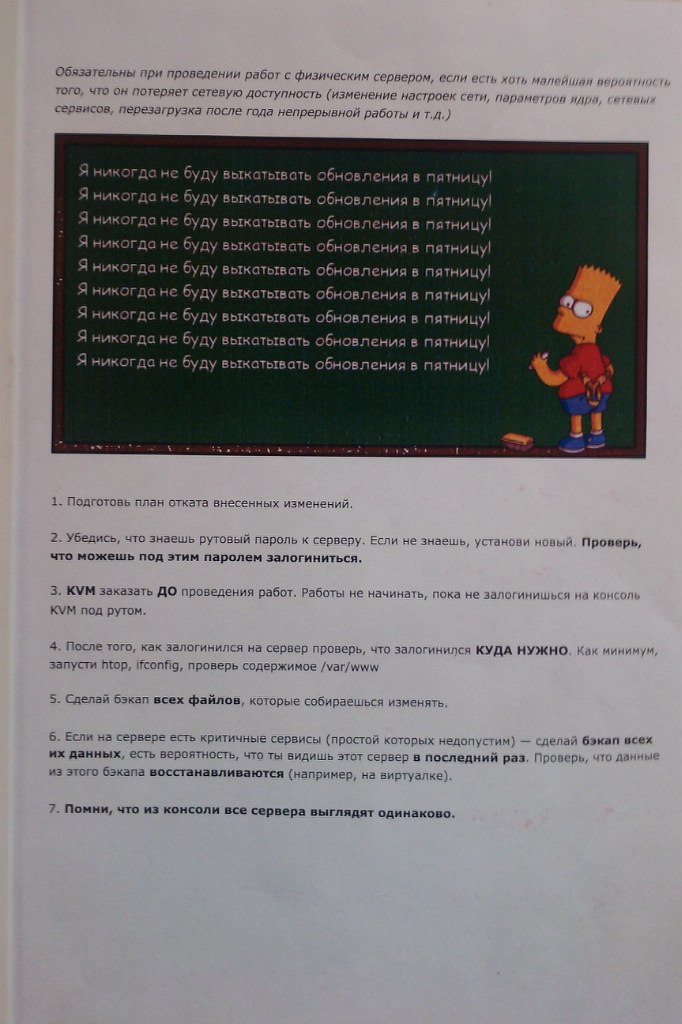 Обязательны при проведении работ с физическим сервером, если есть хоть малейшая вероятность
того, что он потеряет сетевую доступность (изменение настроек сети, параметров ядра, сетевых
сервисов, перезагрузка после года непрерывной работы и т.д.)
Я никогда не буду выкатывать обновления в пятницу!
Я никогда не буду выкатывать обновления в пятницу!
Я никогда не буду выкатывать обновления в пятницу!
Я никогда не буду выкатывать обновления в пятницу!
Я никогда не буду выкатывать обновления в пятницу!
Я никогда не буду выкатывать обновления в пятницу!
Я никогда не буду выкатывать обновления в пятницу!
Я никогда не буду выкатывать обновления в пятницу!
Я никогда не буду выкатывать обновления в пятницу!
1. Подготовь план отката внесенных изменений.
2. Убедись, что знаешь рутовый пароль к серверу. Если не знаешь, установи новый. Проверь,
что можешь под этим паролем залогиниться.
3. KVM заказать ДО проведения работ. Работы не начинать, пока не залогинишься на консоль
KVM под рутом.
4. После того, как залогинился на сервер проверь, что залогинился КУДА НУЖНО. Как минимум,
запусти htop, ifconfig, проверь содержимое /var/www
5. Сделай бэкап всех файлов, которые собираешься изменять.
6. Если на сервере есть критичные сервисы (простой которых недопустим) — сделай бэкап всех
их данных, есть вероятность, что ты видишь этот сервер в последний раз. Проверь, что данные
из этого бэкапа восстанавливаются (например, на виртуалке).
7. Помни, что из консоли все сервера выглядят одинаково.